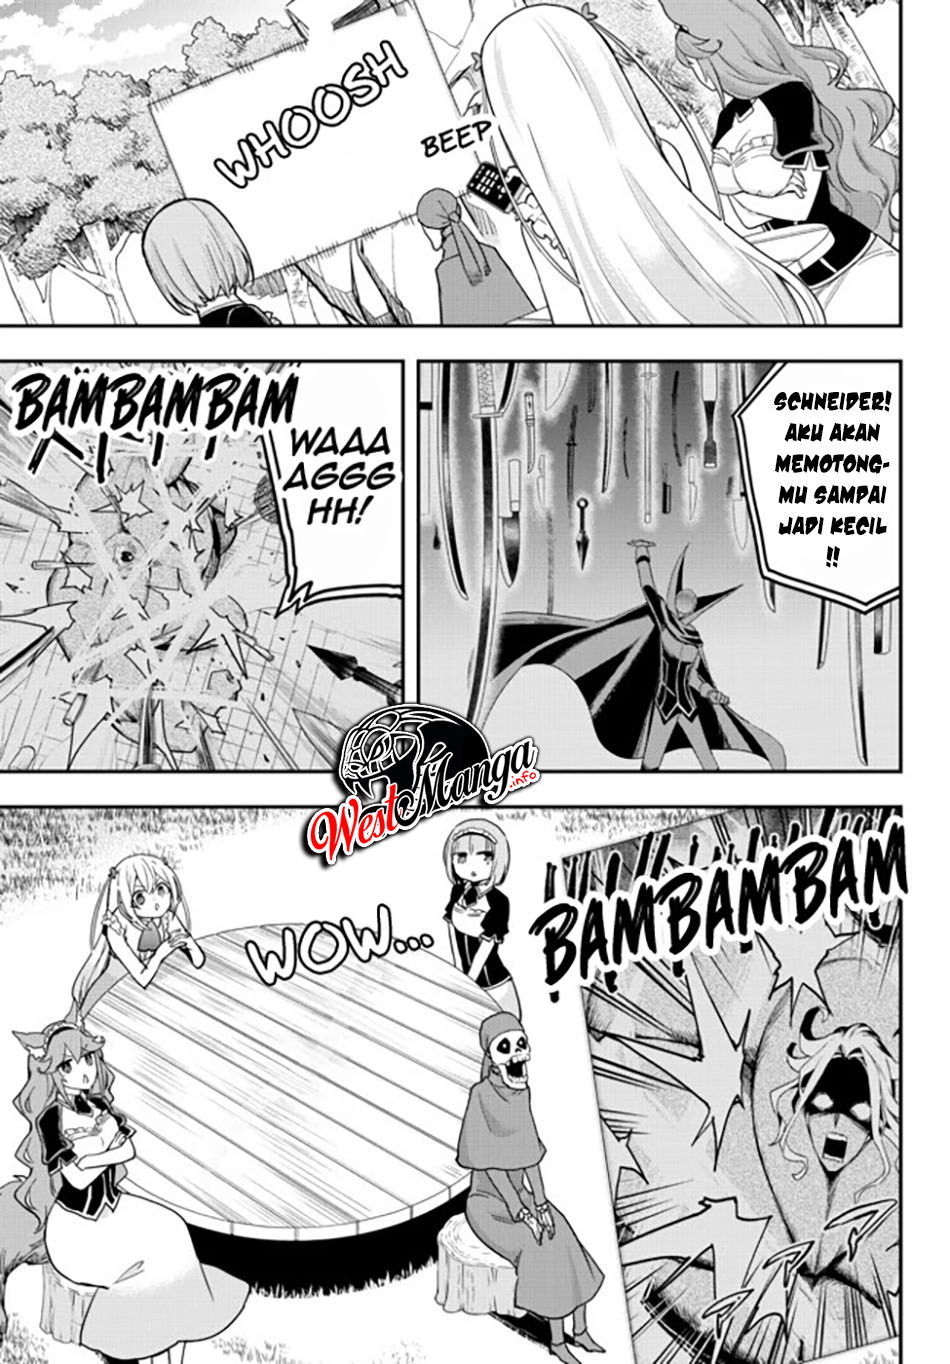 WHOOSH
BEEP
SCHNEIDER!
AKU AKAN
MEMOTONG-
MU SAMPAI
JADI KECIL
!!
BAMBAMBAM
WAAA
AGGG
HH!
WestManga
.info
WOW...
BAMBAMBAM